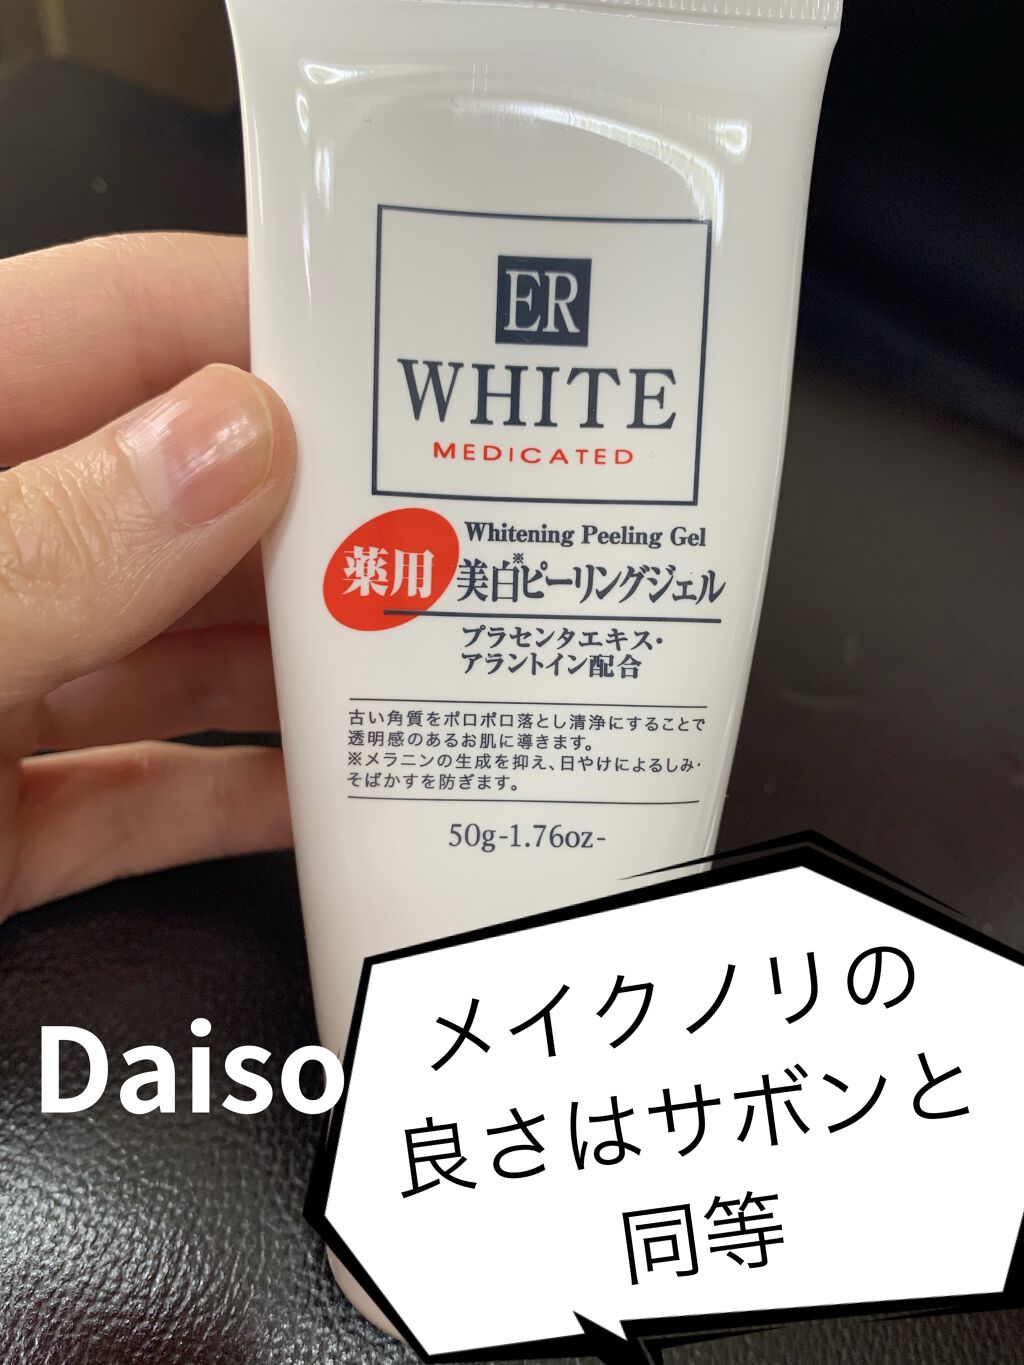 ER
WHITE
MEDICATED
Whitening Peeling Gel
薬用
美白※ピーリングジェル
プラセンタエキス・
アラントイン配合
古い角質をポロポロ落とし清浄にすることで
透明感のあるお肌に導きます。
※メラニンの生成を抑え、日やけによるしみ・
そばかすを防ぎます。
50g-1.76oz-
Daiso
メイクノリの
良さはサボンと
同等